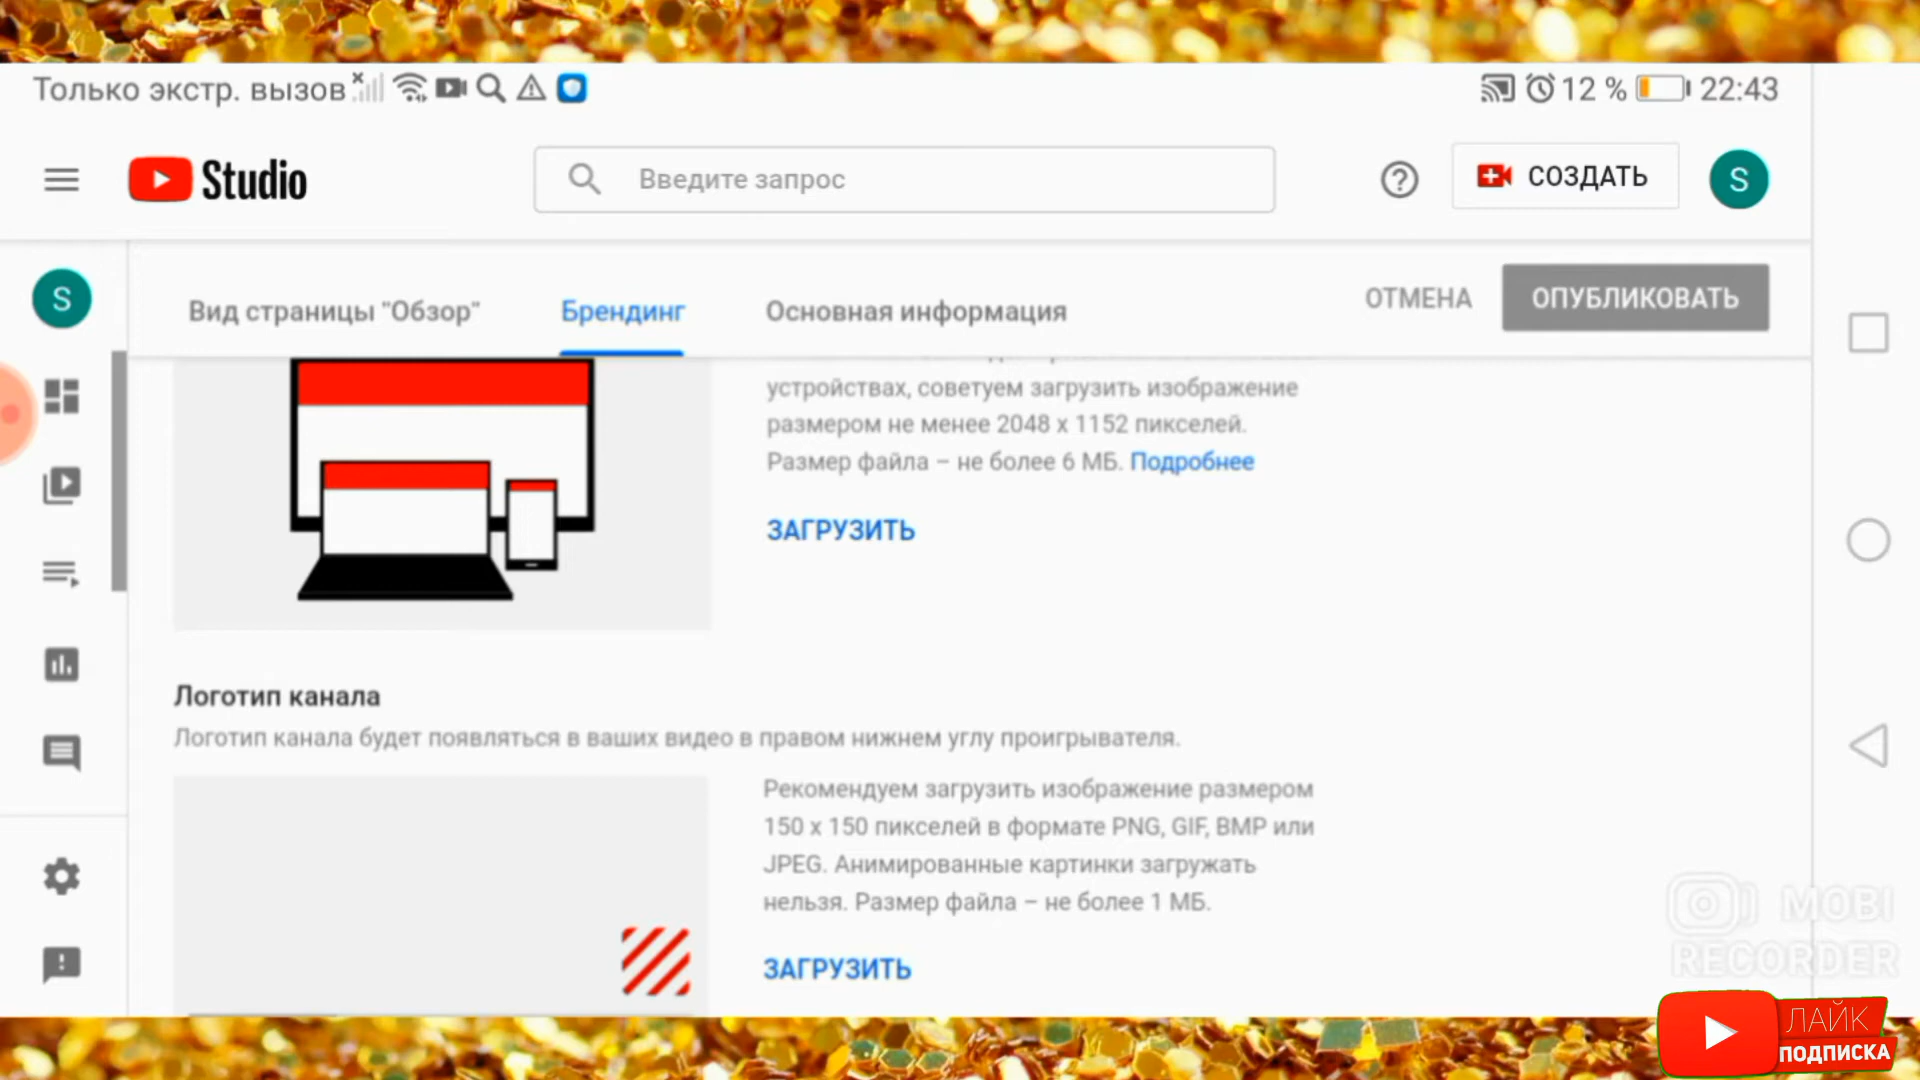 Только экстр. вызов
12 %
22:43
Studio
Введите запрос
СОЗДАТЬ
S
S
Вид страницы "Обзор"
Брендинг
Основная информация
ОТМЕНА
ОПУБЛИКОВАТЬ
устройствах, советуем загрузить изображение
размером не менее 2048 x 1152 пикселей.
Размер файла – не более 6 МБ. Подробнее
ЗАГРУЗИТЬ
Логотип канала
Логотип канала будет появляться в ваших видео в правом нижнем углу проигрывателя.
Рекомендуем загрузить изображение размером
150 x 150 пикселей в формате PNG, GIF, BMP или
JPEG. Анимированные картинки загружать
нельзя. Размер файла – не более 1 МБ.
ЗАГРУЗИТЬ
MOBI
RECORDER
ЛАЙК
ПОДПИСКА